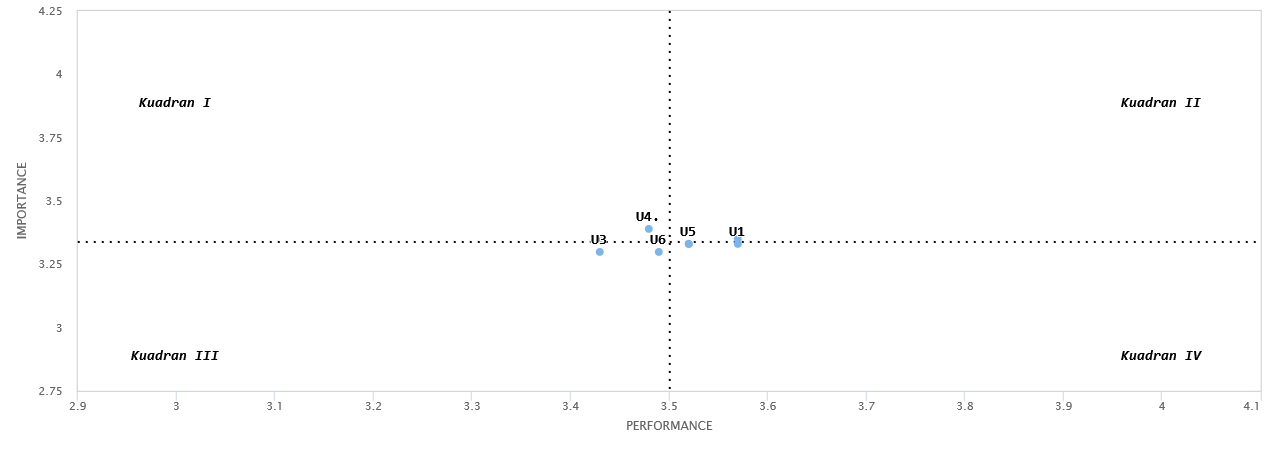 4.25
4
3.75
3.5
3.25
3
2.75
IMPORTANCE
Kuadran I
Kuadran II
U4.
U3
U6
U5
U1
Kuadran III
Kuadran IV
2.9 3 3.1 3.2 3.3 3.4 3.5 3.6 3.7 3.8 3.9 4 4.1
PERFORMANCE